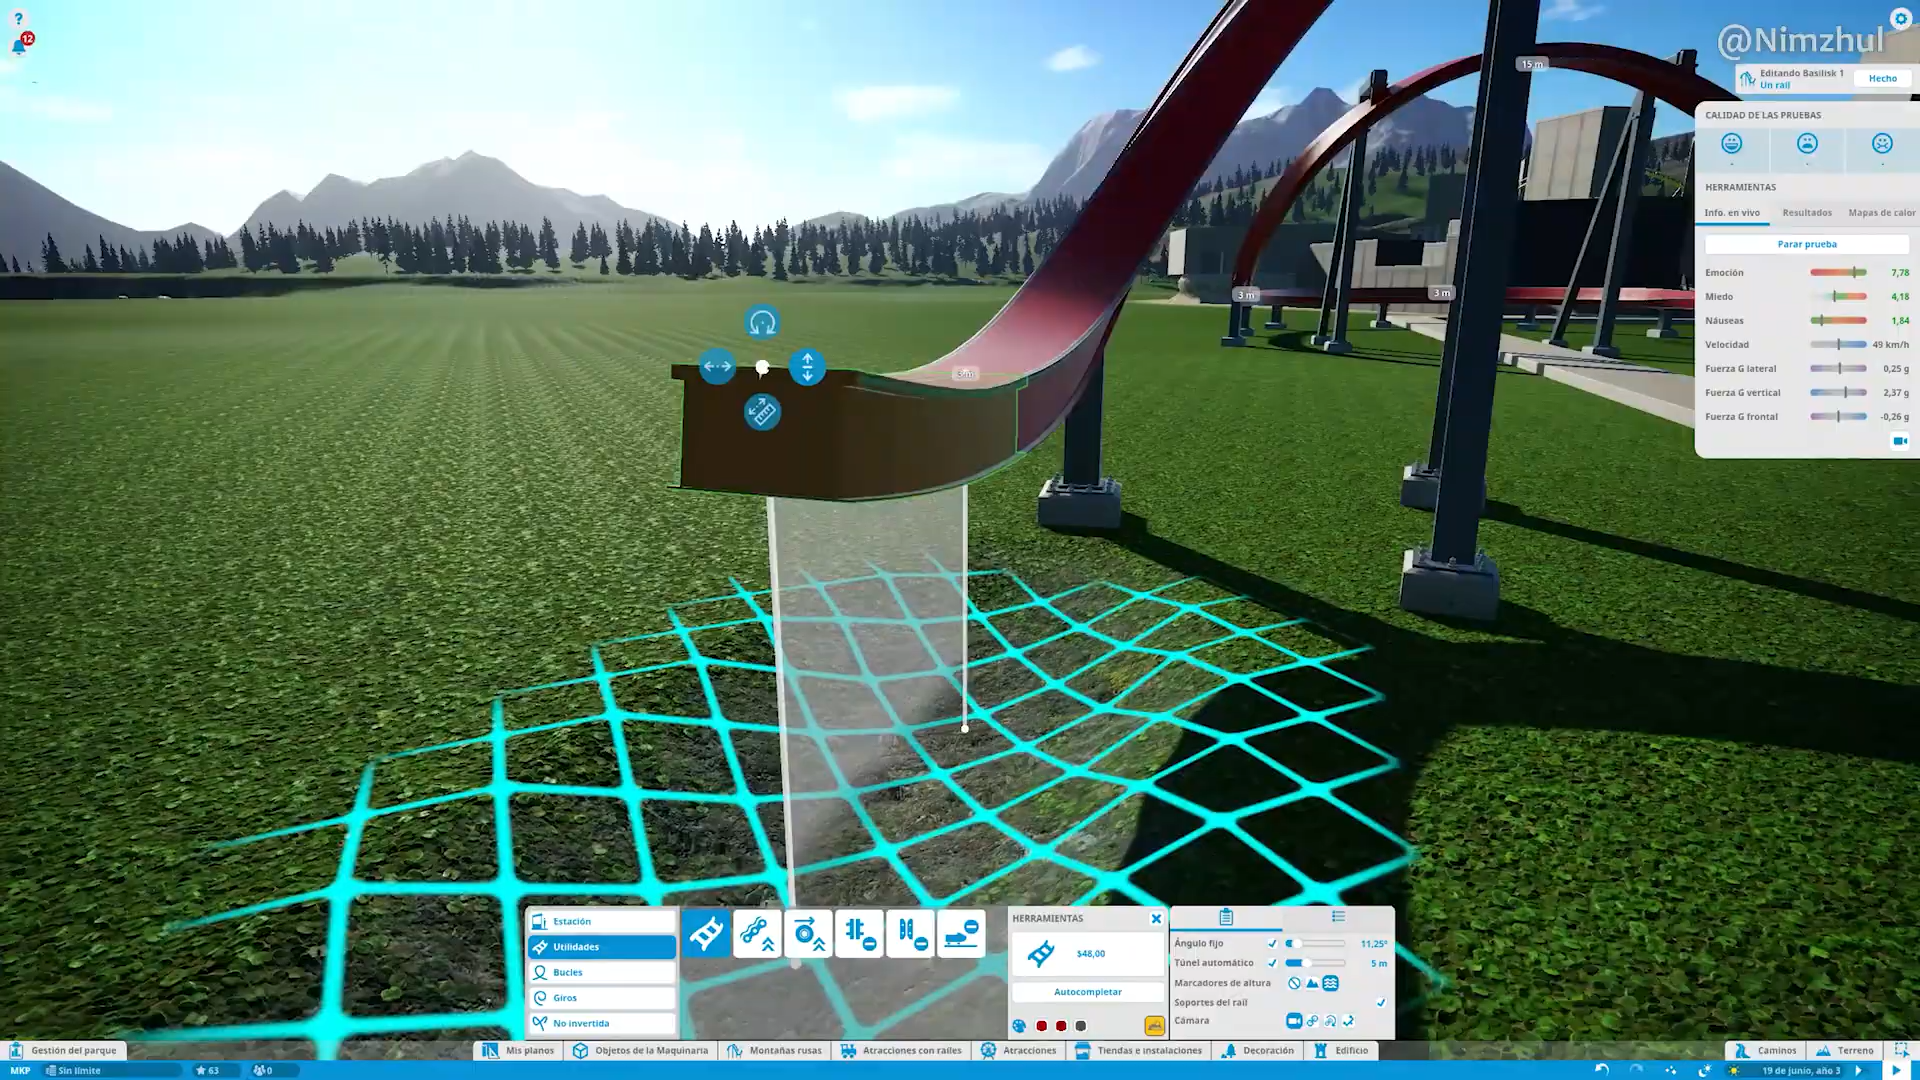 ?
12
@Nimzhul
Editando Basilisk 1
Un rail
Hecho
CALIDAD DE LAS PRUEBAS
HERRAMIENTAS
Info. en vivo
Resultados
Mapas de calor
Parar prueba
Emoción 7,78
Miedo 4,18
Náuseas 1,84
Velocidad 49 km/h
Fuerza G lateral 0,25 g
Fuerza G vertical 2,37 g
Fuerza G frontal -0,26 g
15 m
3 m
3 m
3 m
Estación
Utilidades
Bucles
Giros
No invertida
HERRAMIENTAS
$48,00
Autocompletar
Ángulo fijo 11,25°
Túnel automático 5 m
Marcadores de altura
Soportes del raíl
Cámara
Gestión del parque
Mis planos
Objetos de la Maquinaria
Montañas rusas
Atracciones con raíles
Atracciones
Tiendas e instalaciones
Decoración
Edificio
Caminos
Terreno
MKP
Sin límite
63
0
19 de junio, año 3